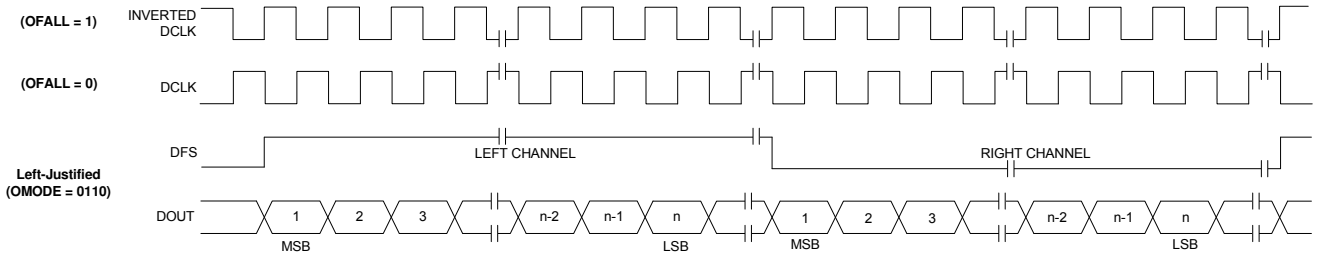 (OFALL = 1)
INVERTED
DCLK
(OFALL = 0)
DCLK
DFS
LEFT CHANNEL
RIGHT CHANNEL
Left-Justified
(OMODE = 0110)
DOUT
1 2 3 n-2 n-1 n 1 2 3 n-2 n-1 n
MSB LSB MSB LSB